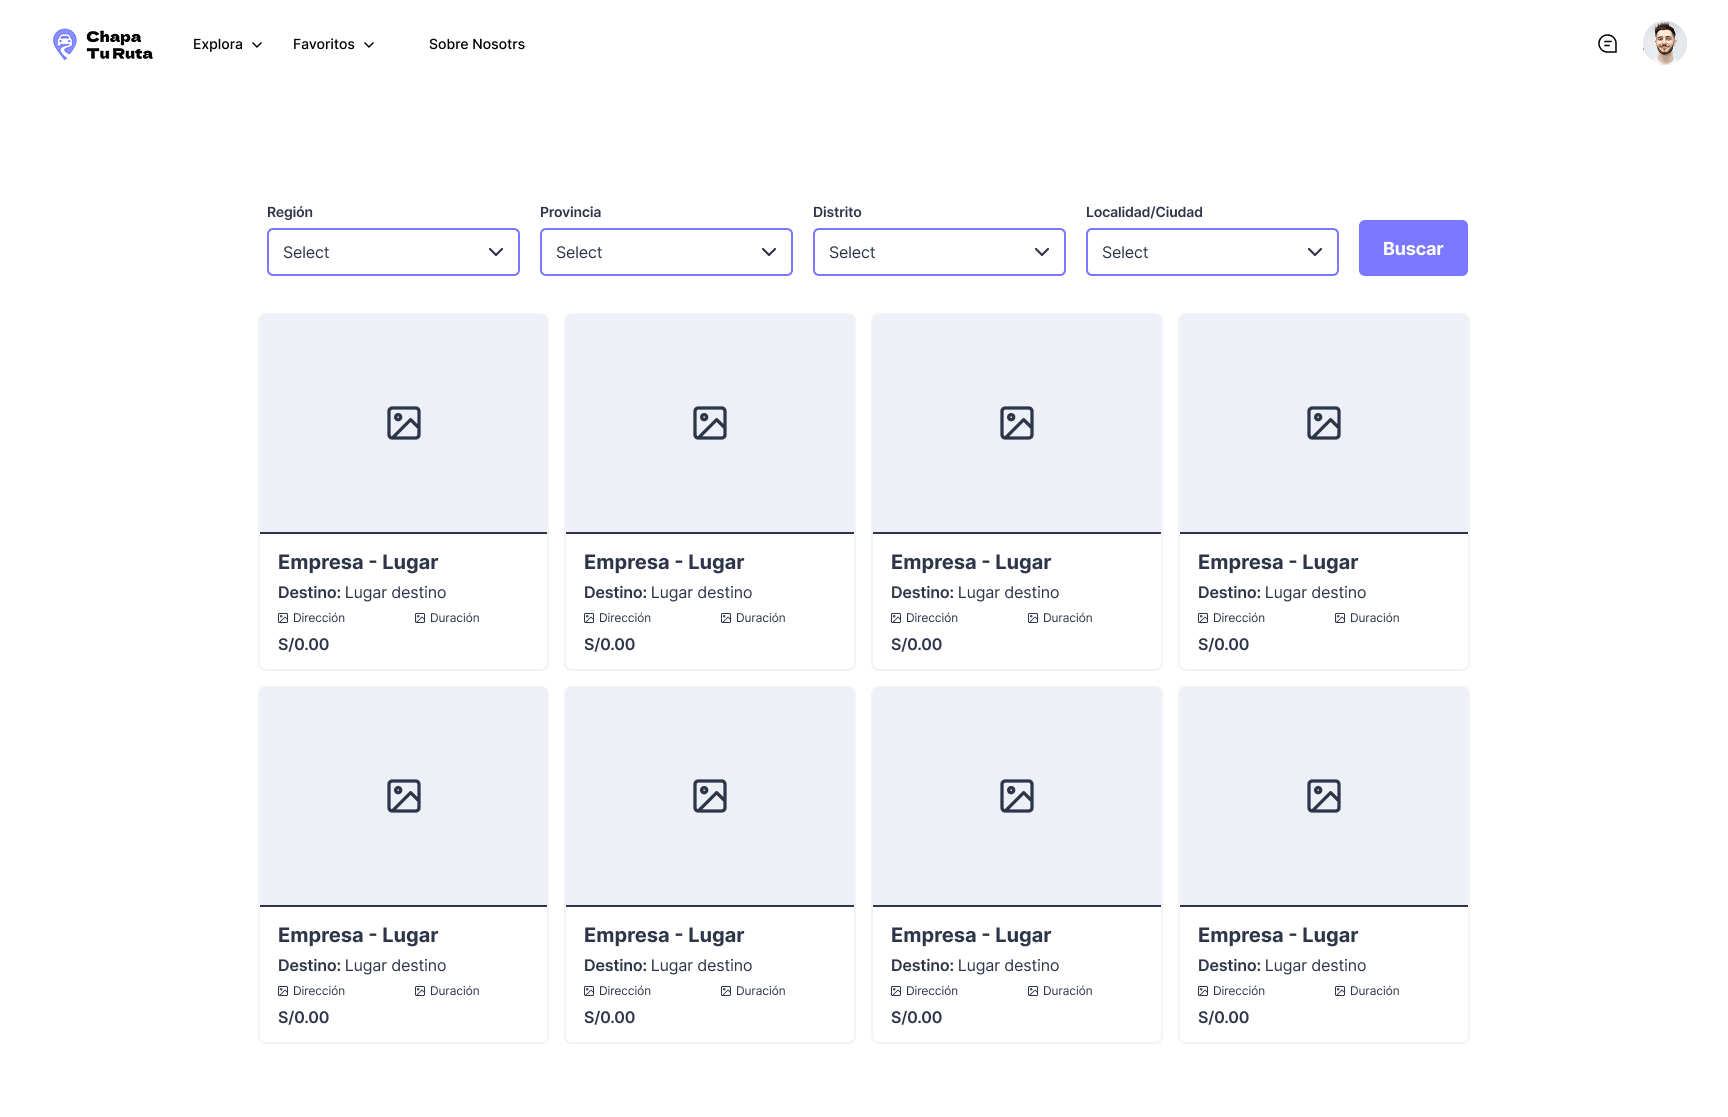 Chapa
Tu Ruta
Explora
Favoritos
Sobre Nosotrs
Región
Provincia
Distrito
Localidad/Ciudad
Select
Select
Select
Select
Buscar
Empresa - Lugar
Destino: Lugar destino
Dirección
Duración
S/0.00
Empresa - Lugar
Destino: Lugar destino
Dirección
Duración
S/0.00
Empresa - Lugar
Destino: Lugar destino
Dirección
Duración
S/0.00
Empresa - Lugar
Destino: Lugar destino
Dirección
Duración
S/0.00
Empresa - Lugar
Destino: Lugar destino
Dirección
Duración
S/0.00
Empresa - Lugar
Destino: Lugar destino
Dirección
Duración
S/0.00
Empresa - Lugar
Destino: Lugar destino
Dirección
Duración
S/0.00
Empresa - Lugar
Destino: Lugar destino
Dirección
Duración
S/0.00